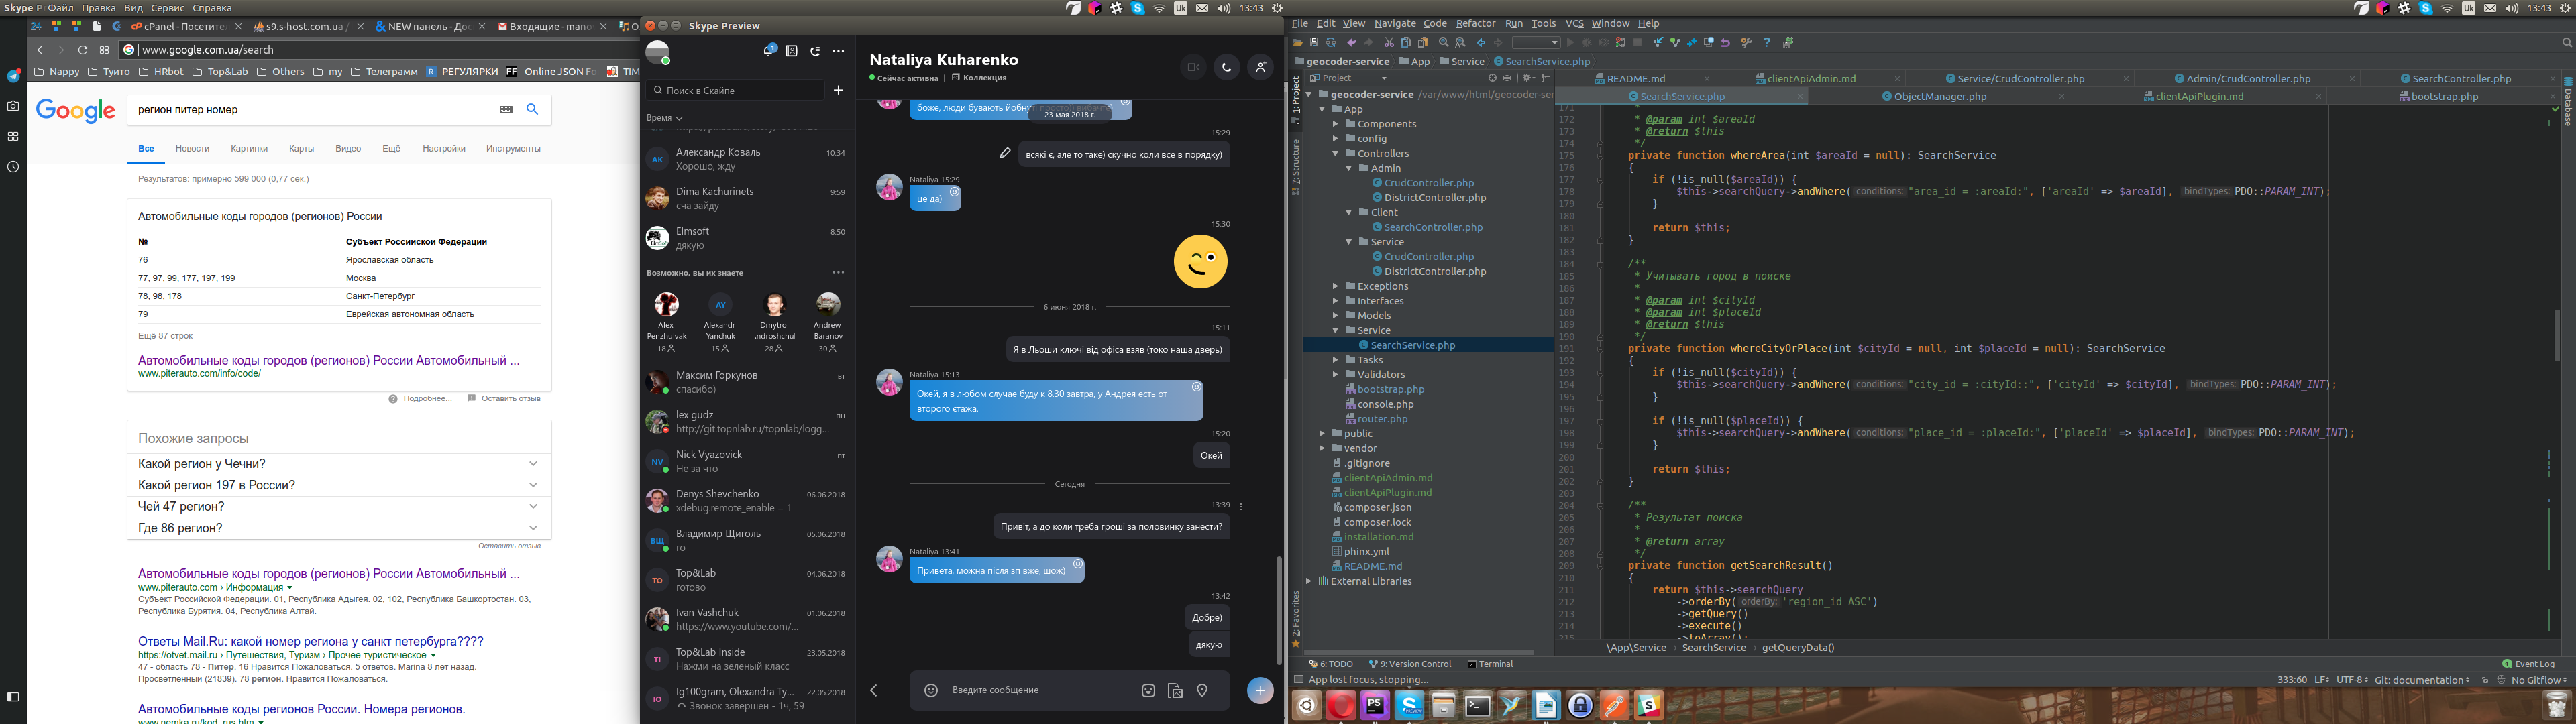 Skype Pr Файл Правка Вид Сервис Справка
Uk 13:43
cPanel - Посетител
s9.s-host.com.ua /
NEW панель - Дос
Входящие - mano
www.google.com.ua/search
Nappy Туито HRbot Top&Lab Others my Телеграмм РЕГУЛЯРКИ Online JSON Fo TIM
Google
регион питер номер
Все Новости Картинки Карты Видео Ещё Настройки Инструменты
Результатов: примерно 599 000 (0,77 сек.)
Автомобильные коды городов (регионов) России
№ Субъект Российской Федерации
76 Ярославская область
77, 97, 99, 177, 197, 199 Москва
78, 98, 178 Санкт-Петербург
79 Еврейская автономная область
Ещё 87 строк
Автомобильные коды городов (регионов) России Автомобильный ...
www.piterauto.com/info/code/
Подробнее... Оставить отзыв
Похожие запросы
Какой регион у Чечни?
Какой регион 197 в России?
Чей 47 регион?
Где 86 регион?
Оставить отзыв
Автомобильные коды городов (регионов) России Автомобильный ...
www.piterauto.com › Информация
Субъект Российской Федерации. 01, Республика Адыгея. 02, 102, Республика Башкортостан. 03,
Республика Бурятия. 04, Республика Алтай.
Ответы Mail.Ru: какой номер региона у санкт петербурга????
https://otvet.mail.ru › Путешествия, Туризм › Прочее туристическое
47 - область 78 - Питер. 16 Нравится Пожаловаться. 5 ответов. Marina 8 лет назад.
Просветленный (21839). 78 регион. Нравится Пожаловаться.
Автомобильные коды регионов России. Номера регионов.
www.pemka.ru/kod_rus.htm
Skype Preview
1
Поиск в Скайпе
Время
АК Александр Коваль 10:34
Хорошо, жду
Dima Kachurinets 9:59
сча зайду
Elmsoft 8:50
дякую
Возможно, вы их знаете
Alex Penzhulyak 18
AY Alexandr Yanchuk 15
Dmytro Androshchul 28
Andrew Baranov 30
Максим Горкунов вт
спасибо)
lex gudz пн
http://git.topnlab.ru/topnlab/logg...
NV Nick Vyazovick пт
Не за что
Denys Shevchenko 06.06.2018
xdebug.remote_enable = 1
ВЩ Владимир Щиголь 05.06.2018
го
TO Top&Lab 04.06.2018
готово
Ivan Vashchuk 01.06.2018
https://www.youtube.com/...
TI Top&Lab Inside 23.05.2018
Нажми на зеленый класс
IO Ig100gram, Olexandra Ty... 22.05.2018
Звонок завершен - 1ч, 59
Nataliya Kuharenko
Сейчас активна | Коллекция
боже, люди бувають йобнуй простой вибачте)
23 мая 2018 г.
15:29
всякі є, але то таке) скучно коли все в порядку)
Nataliya 15:29
це да)
15:30
6 июня 2018 г.
15:11
Я в Льоши ключі від офіса взяв (токо наша дверь)
Nataliya 15:13
Окей, я в любом случае буду к 8.30 завтра, у Андрея есть от
второго єтажа.
15:20
Окей
Сегодня
13:39
Привіт, а до коли треба гроші за половинку занести?
Nataliya 13:41
Привета, можна після зп вже, шож)
13:42
Добре)
дякую
Введите сообщение
Uk 13:43
File Edit View Navigate Code Refactor Run Tools VCS Window Help
geocoder-service App Service SearchService.php
Project
README.md clientApiAdmin.md Service/CrudController.php Admin/CrudController.php SearchController.php
SearchService.php ObjectManager.php clientApiPlugin.md bootstrap.php
1: Project
7: Structure
2: Favorites
Database
geocoder-service /var/www/html/geocoder-ser
App
Components
config
Controllers
Admin
CrudController.php
DistrictController.php
Client
SearchController.php
Service
CrudController.php
DistrictController.php
Exceptions
Interfaces
Models
Service
SearchService.php
Tasks
Validators
bootstrap.php
console.php
router.php
public
vendor
.gitignore
clientApiAdmin.md
clientApiPlugin.md
composer.json
composer.lock
installation.md
phinx.yml
README.md
External Libraries
171 *
172 * @param int $areaId
173 * @return $this
174 */
175 private function whereArea(int $areaId = null): SearchService
176 {
177 if (!is_null($areaId)) {
178 $this->searchQuery->andWhere( conditions: "area_id = :areaId:", ['areaId' => $areaId], bindTypes: PDO::PARAM_INT);
179 }
180
181 return $this;
182 }
183
184 /**
185 * Учитывать город в поиске
186 *
187 * @param int $cityId
188 * @param int $placeId
189 * @return $this
190 */
191 private function whereCityOrPlace(int $cityId = null, int $placeId = null): SearchService
192 {
193 if (!is_null($cityId)) {
194 $this->searchQuery->andWhere( conditions: "city_id = :cityId::", ['cityId' => $cityId], bindTypes: PDO::PARAM_INT);
195 }
196
197 if (!is_null($placeId)) {
198 $this->searchQuery->andWhere( conditions: "place_id = :placeId:", ['placeId' => $placeId], bindTypes: PDO::PARAM_INT);
199 }
200
201 return $this;
202 }
203
204 /**
205 * Результат поиска
206 *
207 * @return array
208 */
209 private function getSearchResult()
210 {
211 return $this->searchQuery
212 ->orderBy( orderBy: 'region_id ASC')
213 ->getQuery()
214 ->execute()
215 ->toArray();
\App\Service › SearchService › getQueryData()
6: TODO 9: Version Control Terminal Event Log
App lost focus, stopping... 333:60 LF UTF-8 Git: documentation No Gitflow